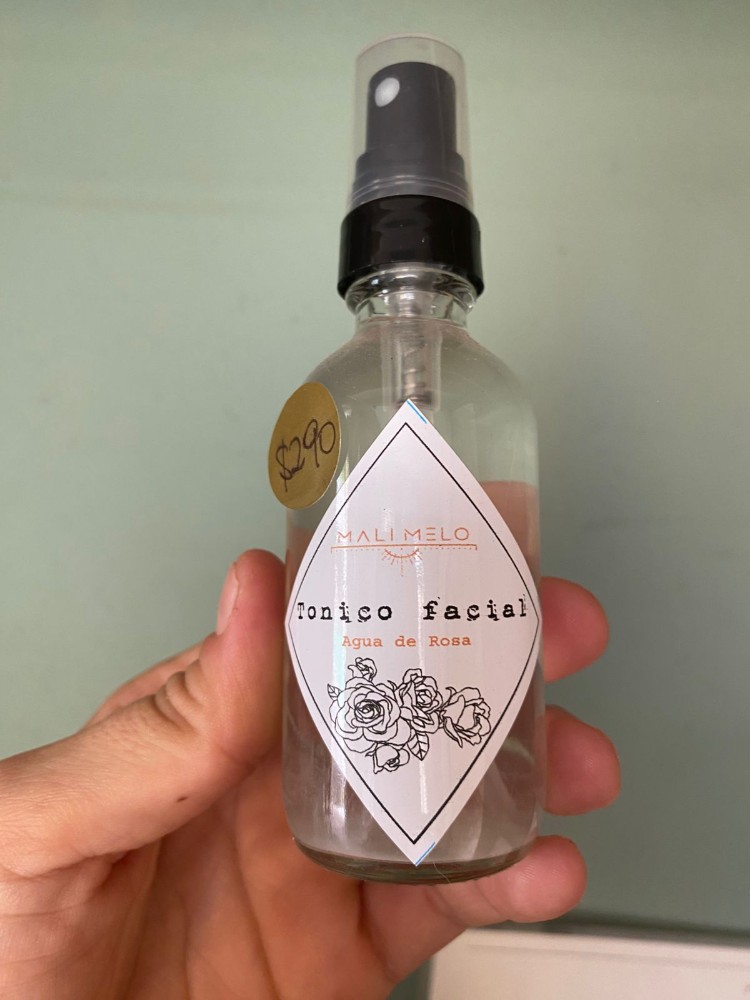 $290
MALI MELO
Tonico facial
Agua de Rosa